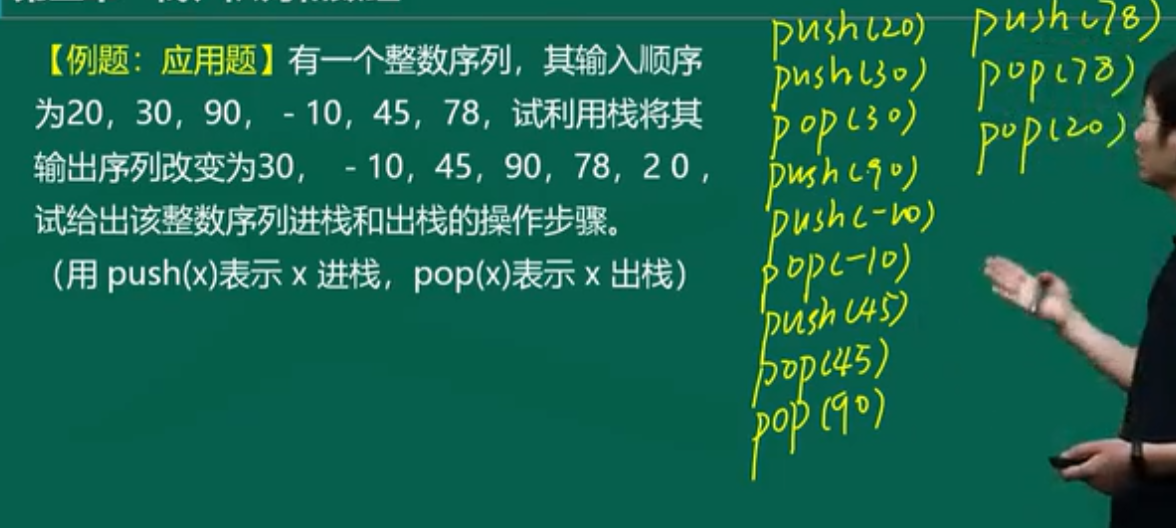 【例题：应用题】有一个整数序列，其输入顺序
为20，30，90，-10，45，78，试利用栈将其
输出序列改变为30， -10，45，90，78，2 0，
试给出该整数序列进栈和出栈的操作步骤。
（用 push(x)表示 x 进栈，pop(x)表示 x 出栈）
push(20)
push(30)
pop(30)
push(90)
push(-10)
pop(-10)
push(45)
pop(45)
pop(90)
push(78)
pop(78)
pop(20)